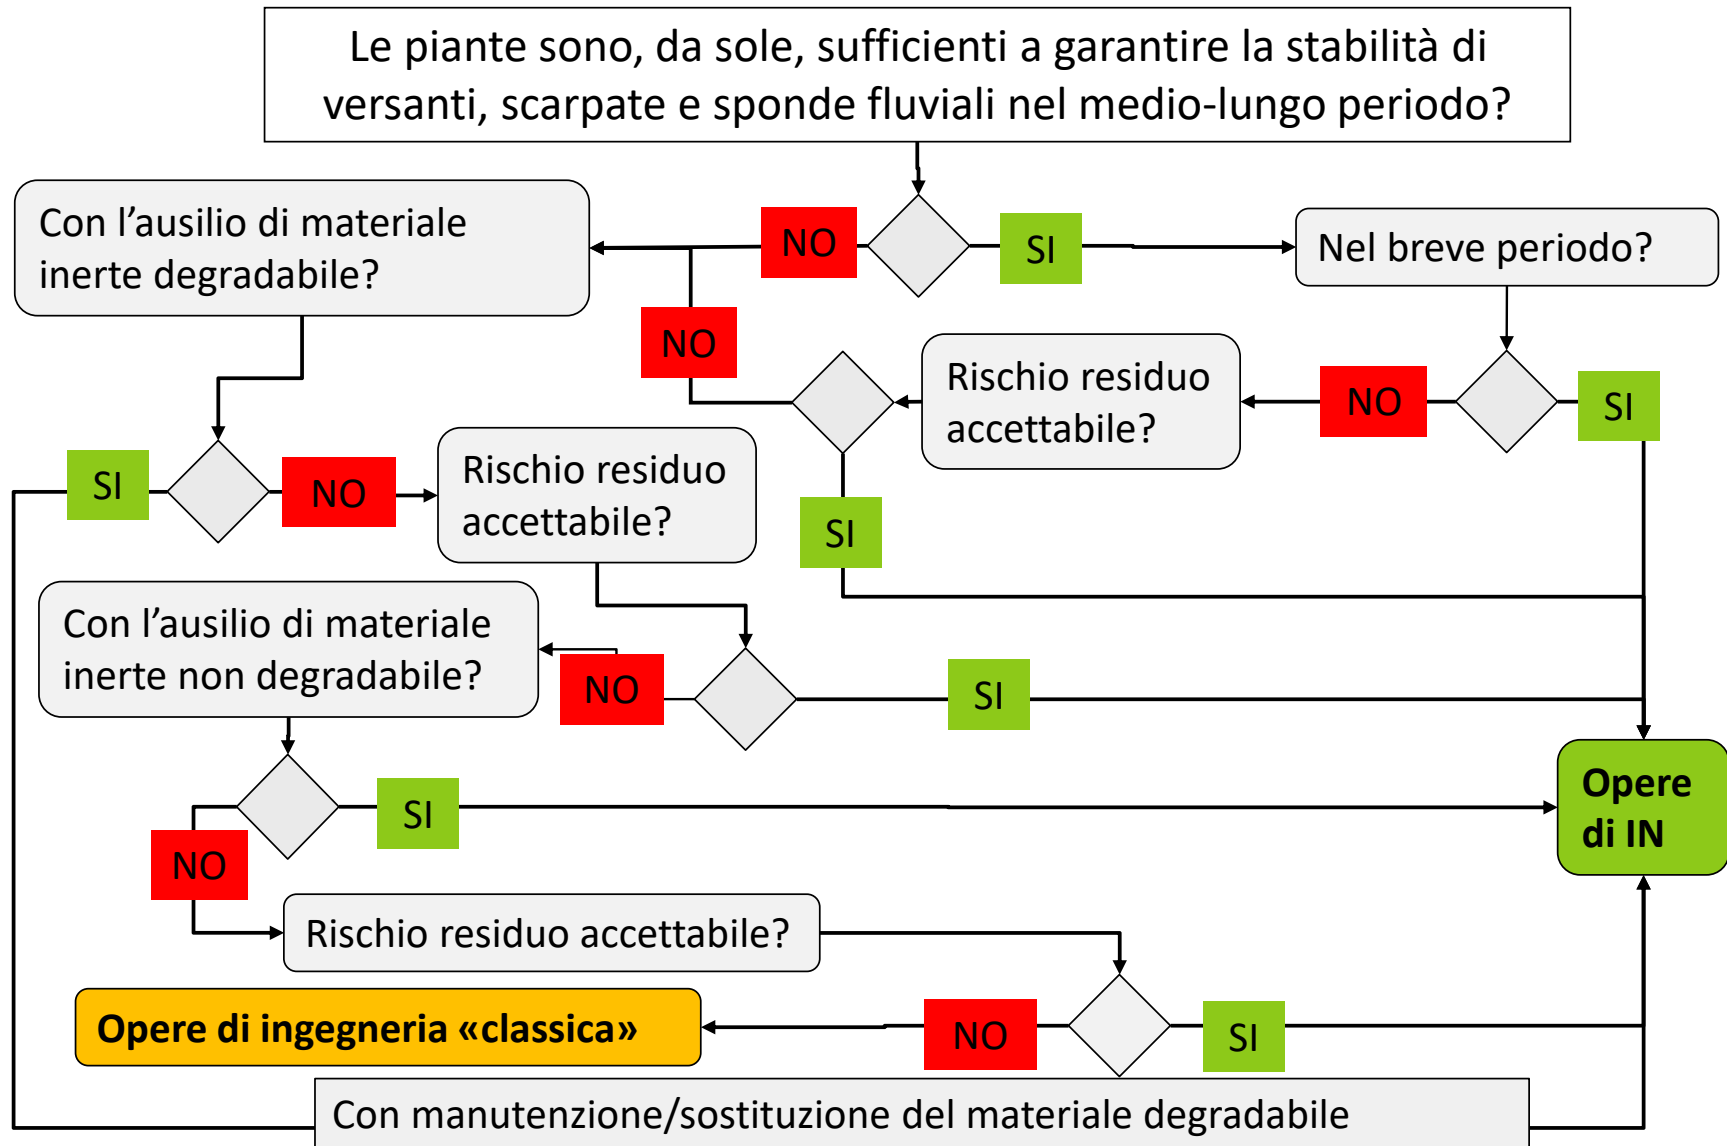 Le piante sono, da sole, sufficienti a garantire la stabilità di
versanti, scarpate e sponde fluviali nel medio-lungo periodo?
Con l'ausilio di materiale
inerte degradabile?
NO
SI
Nel breve periodo?
NO
Rischio residuo
accettabile?
NO
SI
SI
NO
Rischio residuo
accettabile?
SI
Con l'ausilio di materiale
inerte non degradabile?
NO
SI
Opere
di IN
SI
NO
Rischio residuo accettabile?
Opere di ingegneria «classica»
NO
SI
Con manutenzione/sostituzione del materiale degradabile